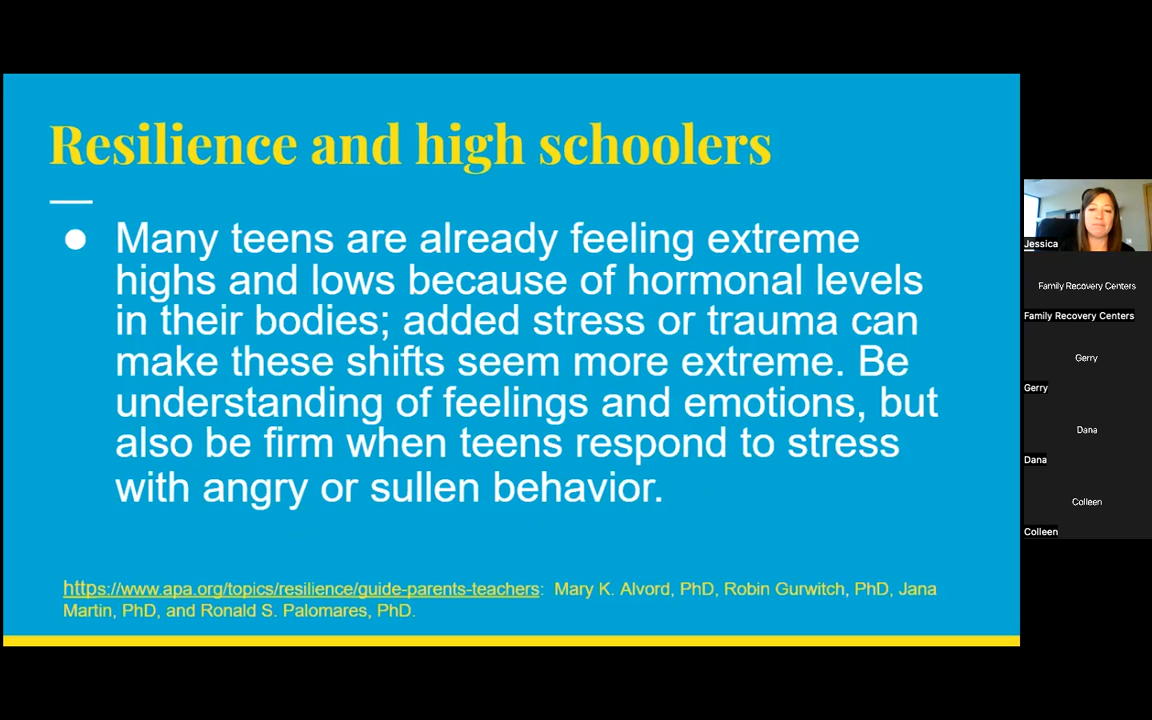 Resilience and high schoolers
● Many teens are already feeling extreme
highs and lows because of hormonal levels
in their bodies; added stress or trauma can
make these shifts seem more extreme. Be
understanding of feelings and emotions, but
also be firm when teens respond to stress
with angry or sullen behavior.
https://www.apa.org/topics/resilience/guide-parents-teachers: Mary K. Alvord, PhD, Robin Gurwitch, PhD, Jana
Martin, PhD, and Ronald S. Palomares, PhD.
Jessica
Family Recovery Centers
Family Recovery Centers
Gerry
Gerry
Dana
Dana
Colleen
Colleen